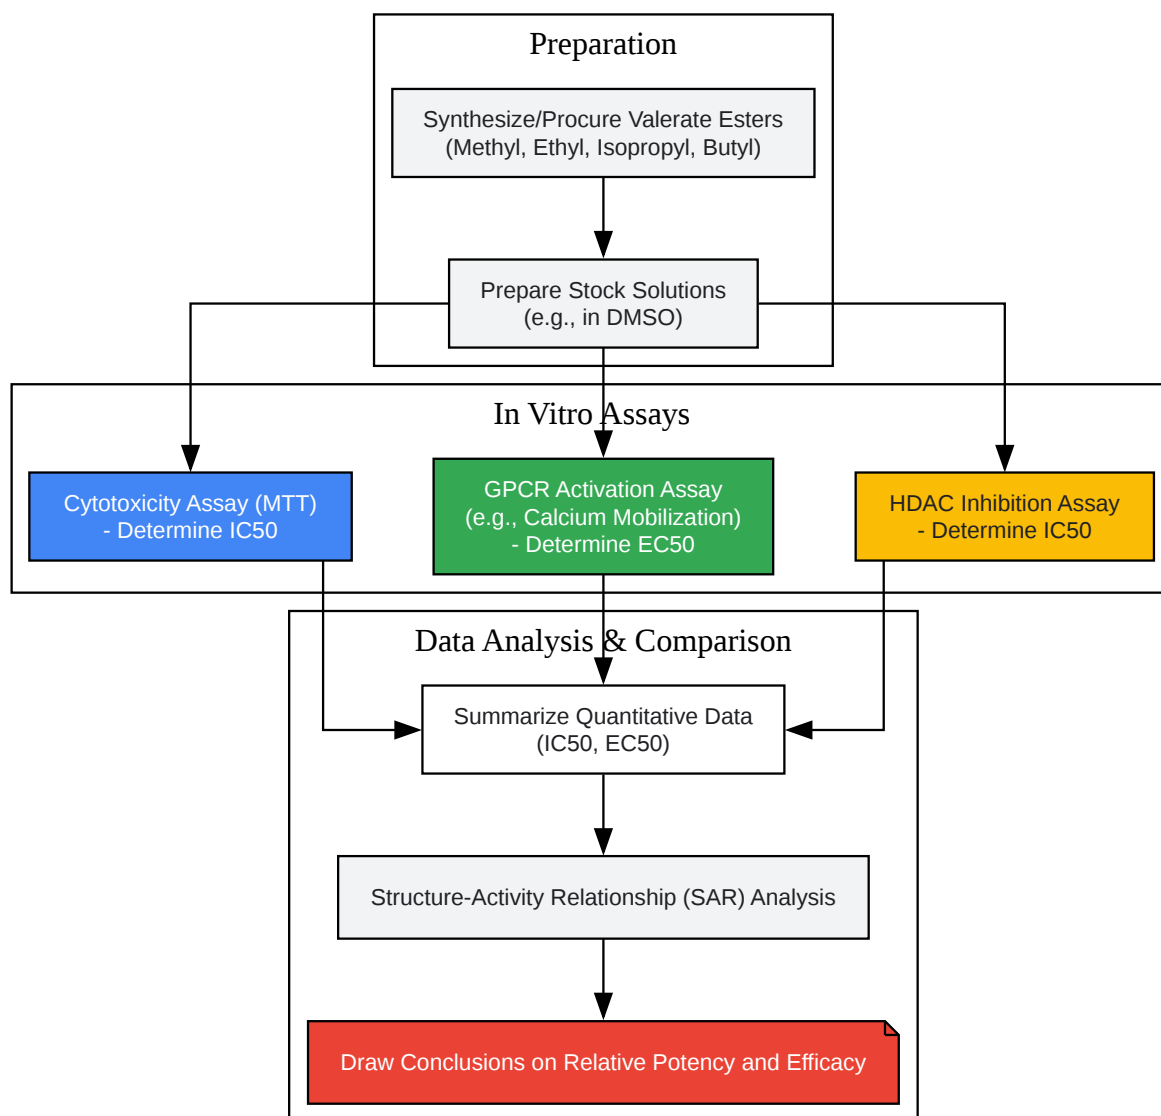 Preparation
Synthesize/Procure Valerate Esters
(Methyl, Ethyl, Isopropyl, Butyl)
Prepare Stock Solutions
(e.g., in DMSO)
In Vitro Assays
Cytotoxicity Assay (MTT)
- Determine IC50
GPCR Activation Assay
(e.g., Calcium Mobilization)
- Determine EC50
HDAC Inhibition Assay
- Determine IC50
Data Analysis & Comparison
Summarize Quantitative Data
(IC50, EC50)
Structure-Activity Relationship (SAR) Analysis
Draw Conclusions on Relative Potency and Efficacy